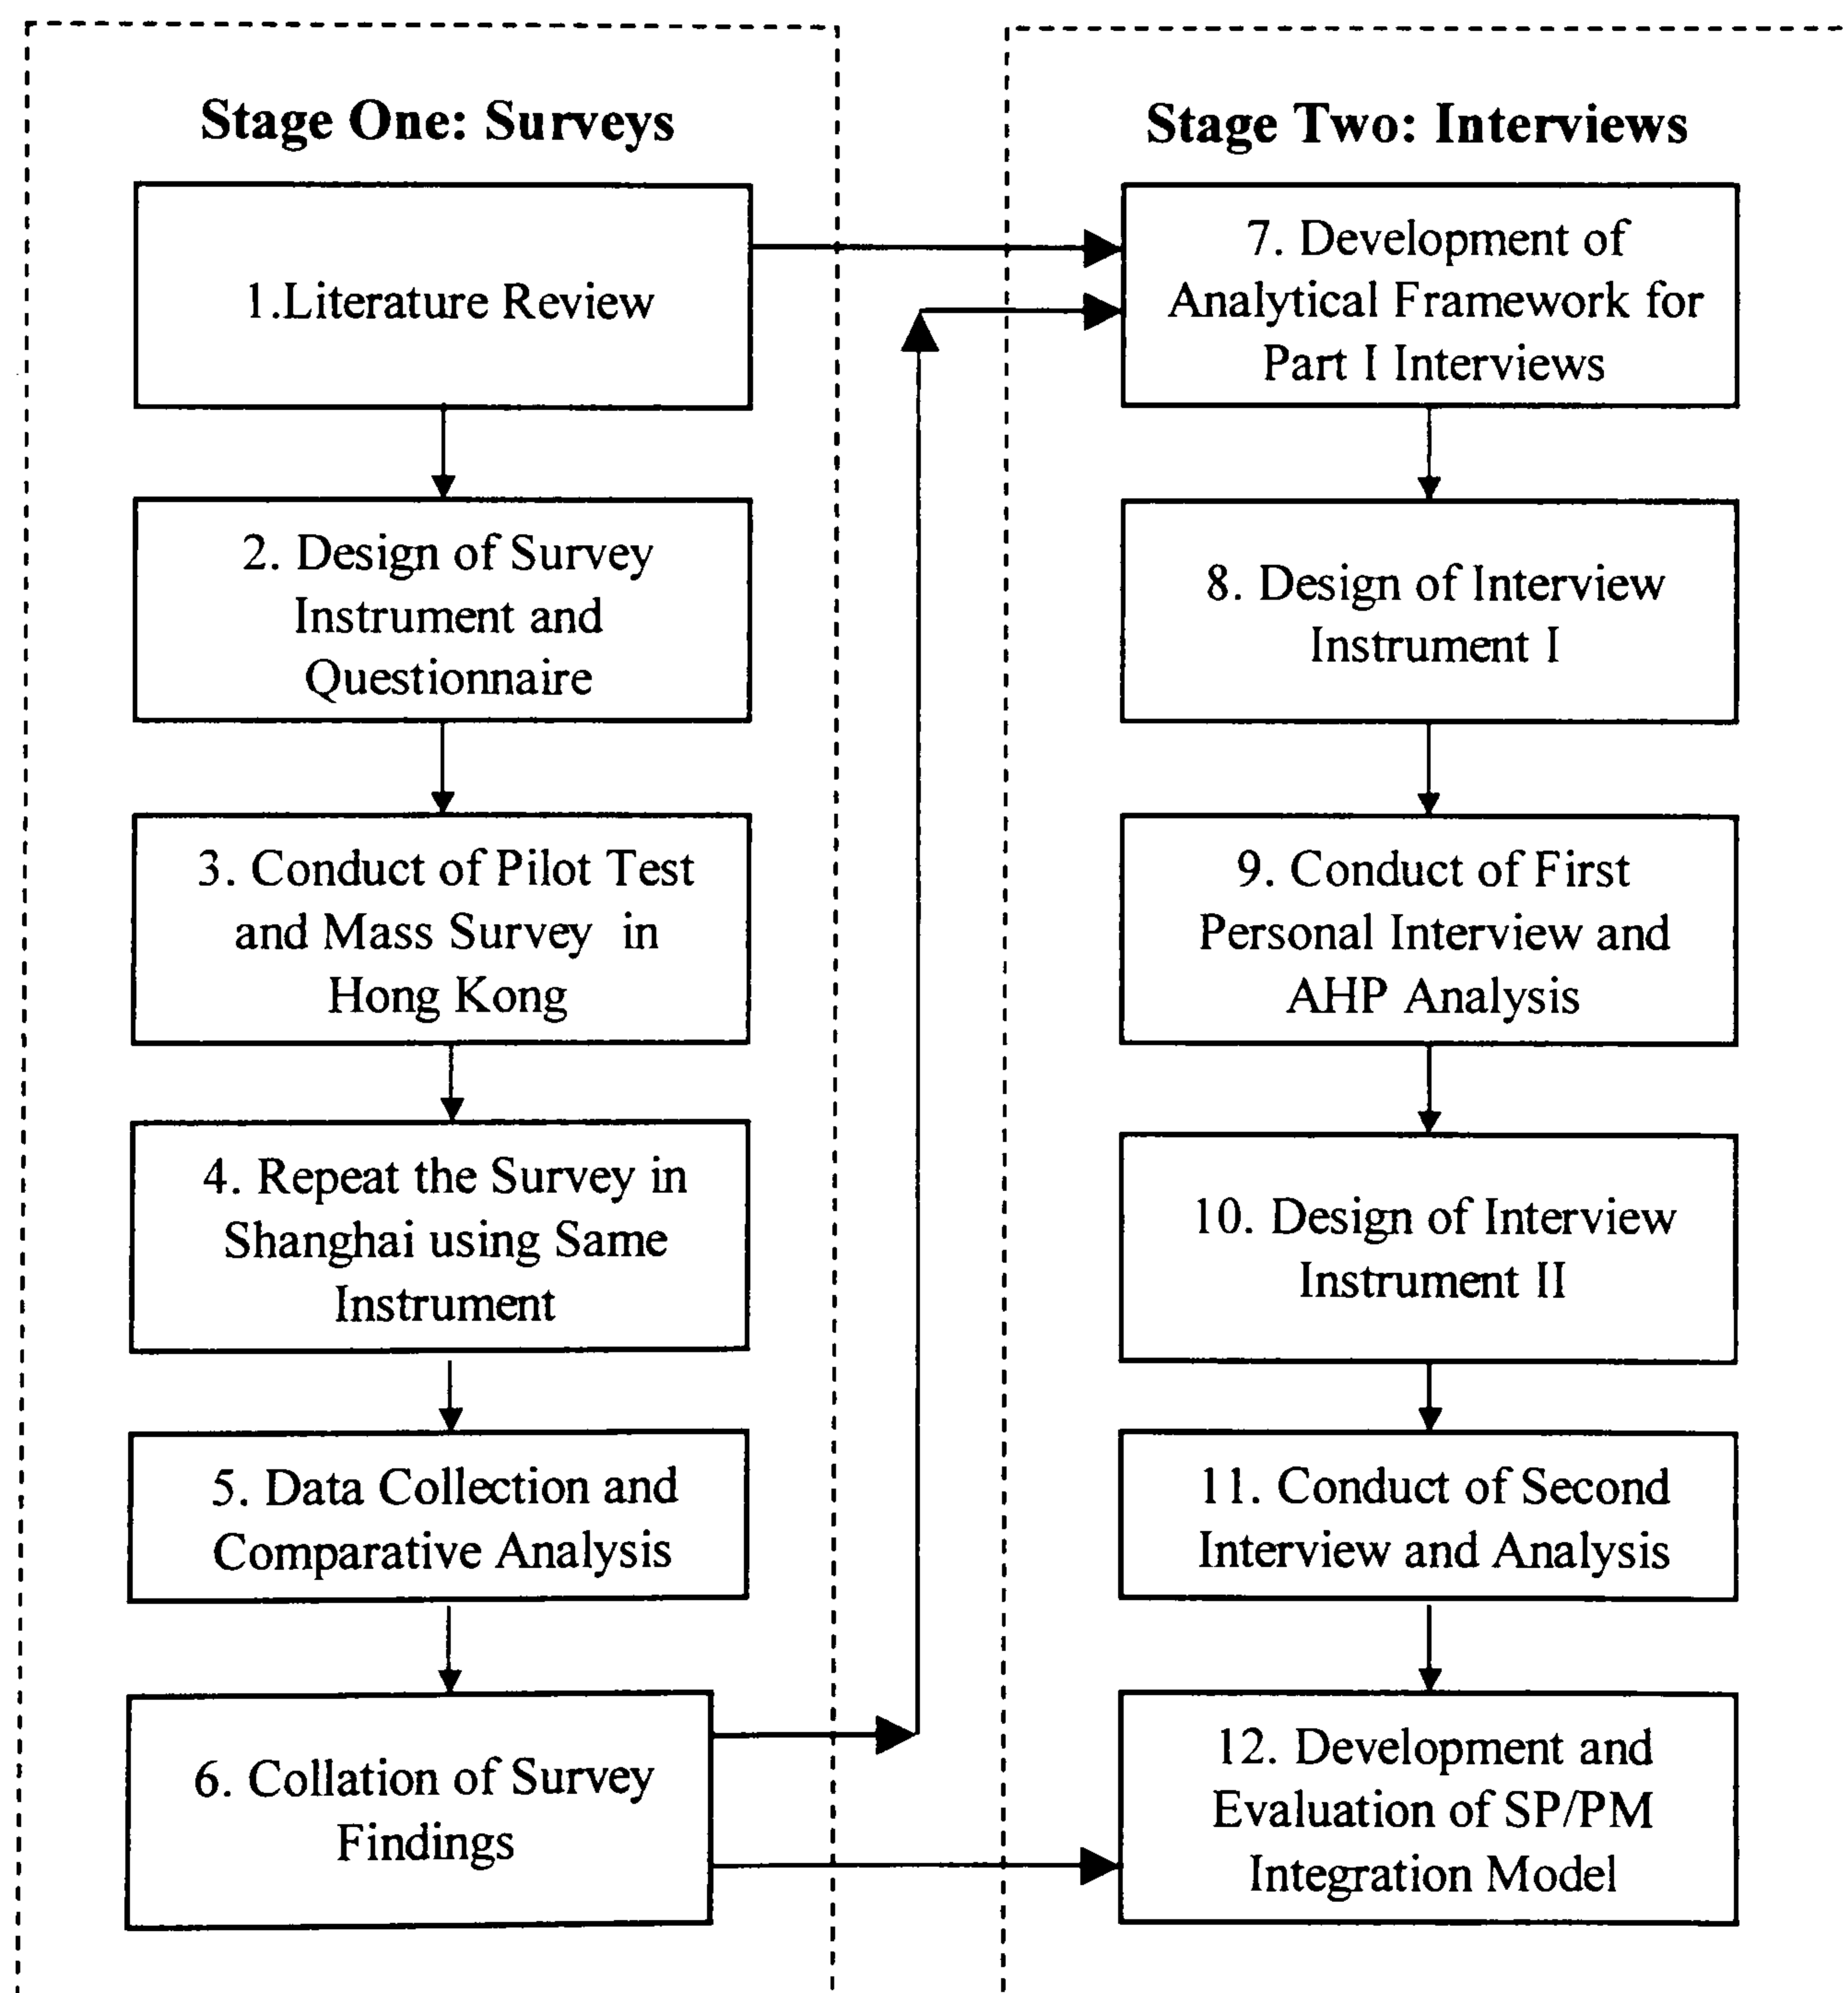 Stage One: Surveys
1.Literature Review
2. Design of Survey
Instrument and
Questionnaire
3. Conduct of Pilot Test
and Mass Survey in
Hong Kong
4. Repeat the Survey in
Shanghai using Same
Instrument
5. Data Collection and
Comparative Analysis
6. Collation of Survey
Findings
Stage Two: Interviews
7. Development of
Analytical Framework for
Part I Interviews
8. Design of Interview
Instrument I
9. Conduct of First
Personal Interview and
AHP Analysis
10. Design of Interview
Instrument II
11. Conduct of Second
Interview and Analysis
12. Development and
Evaluation of SP/PM
Integration Model